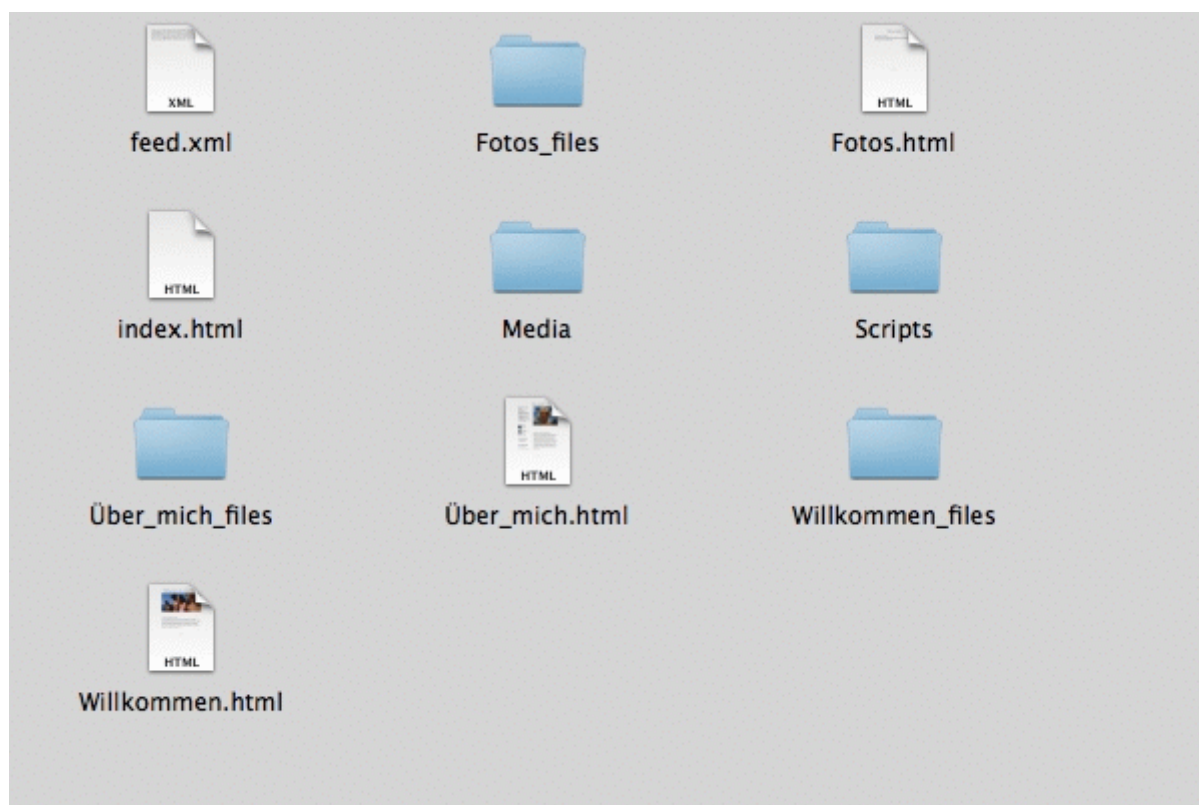 XML
HTML
feed.xml
Fotos_files
Fotos.html
HTML
index.html
Media
Scripts
HTML
Über_mich_files
Über_mich.html
Willkommen_files
HTML
Willkommen.html